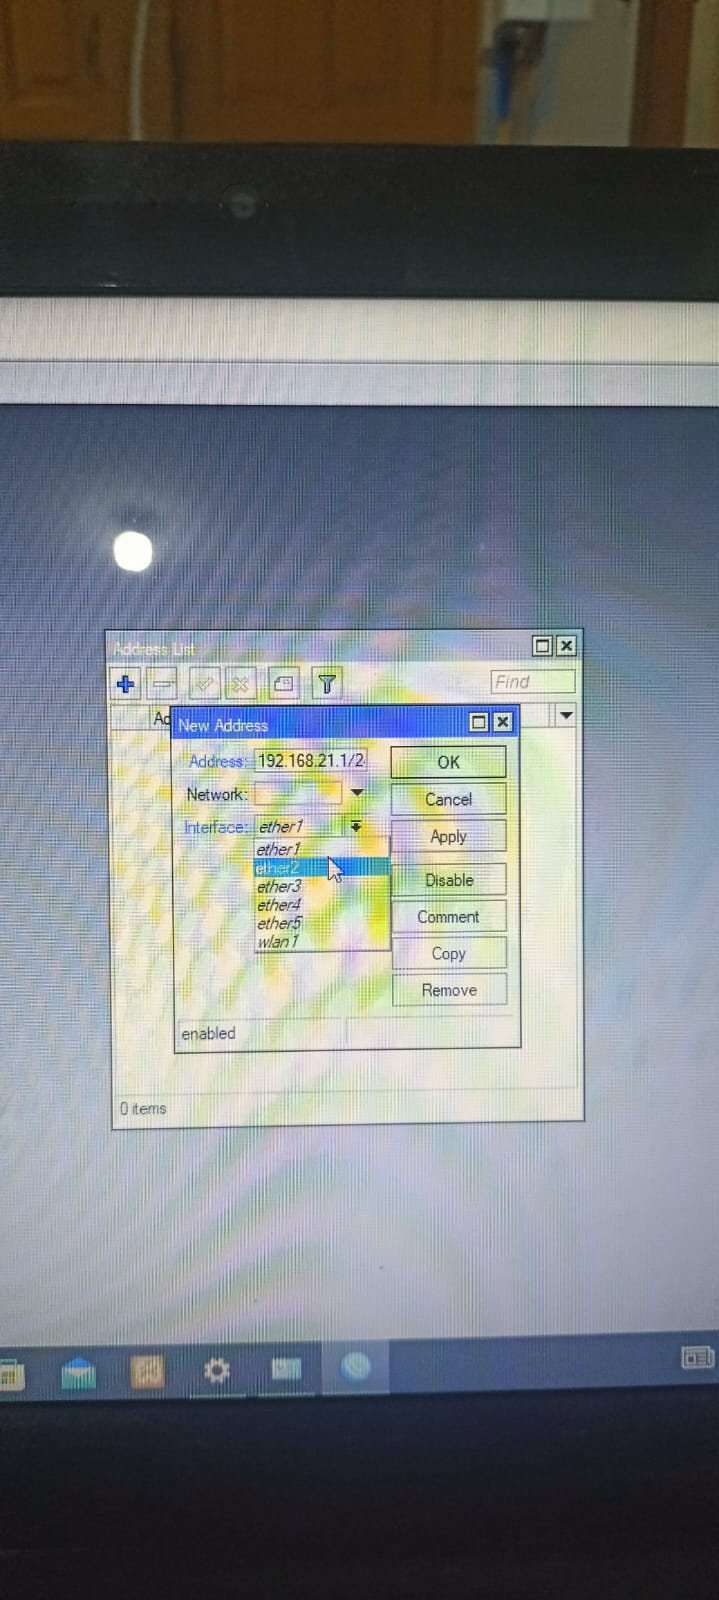 Address List
Find
Ad
New Address
Address: 192.168.21.1/2
OK
Network:
Cancel
Interface: ether1
Apply
ether1
ether2
ether3
ether4
ether5
wlan1
Disable
Comment
Copy
Remove
enabled
0 items